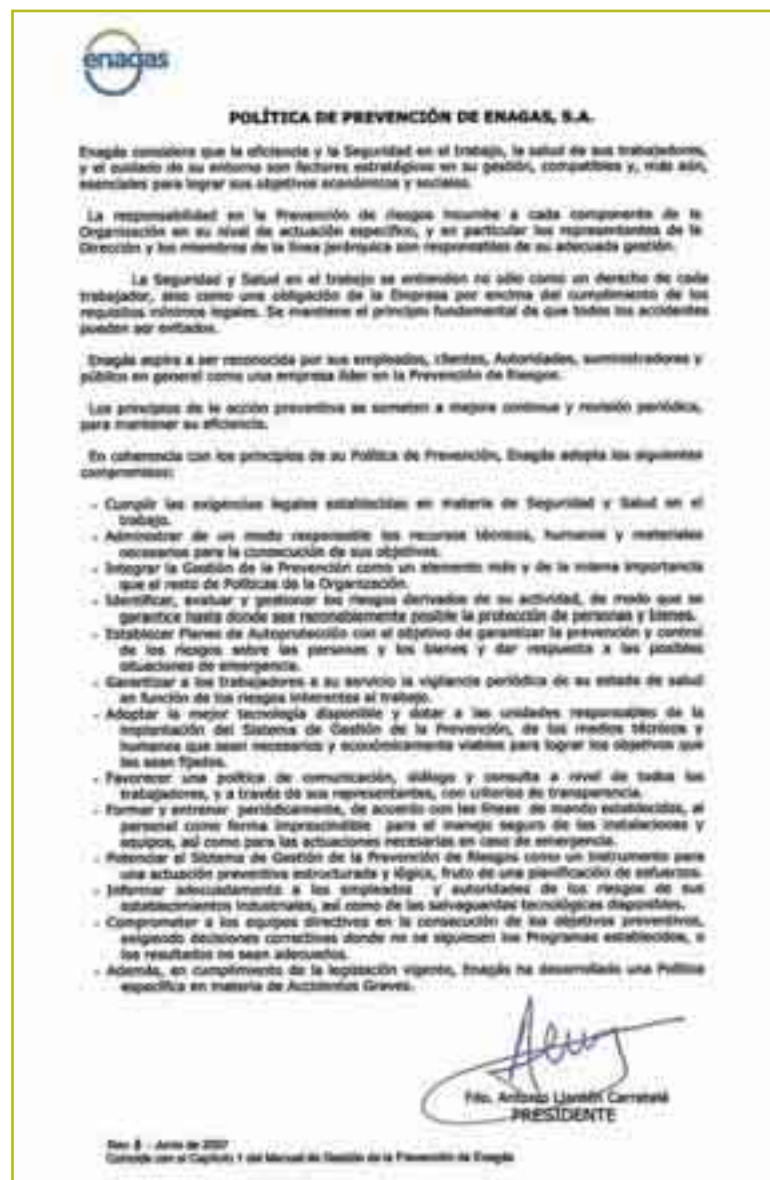 enagas
POLÍTICA DE PREVENCIÓN DE ENAGAS, S.A.
Enagás considera que la eficiencia y la Seguridad en el trabajo, la salud de sus trabajadores,
y el cuidado de su entorno son factores estratégicos en su gestión, compatibles y, más aún,
esenciales para lograr sus objetivos económicos y sociales.
La responsabilidad en la Prevención de riesgos incumbe a cada componente de la
Organización en su nivel de actuación específico, y en particular los representantes de la
Dirección y los miembros de la línea jerárquica son responsables de su adecuada gestión.
La Seguridad y Salud en el trabajo se entienden no sólo como un derecho de cada
trabajador, sino como una obligación de la Empresa por encima del cumplimiento de los
requisitos mínimos legales. Se mantiene el principio fundamental de que todos los accidentes
pueden ser evitados.
Enagás aspira a ser reconocida por sus empleados, clientes, Autoridades, suministradores y
público en general como una empresa líder en la Prevención de Riesgos.
Los principios de la acción preventiva se someten a mejora continua y revisión periódica,
para mantener su eficiencia.
En coherencia con los principios de su Política de Prevención, Enagás adopta los siguientes
compromisos:
- Cumplir las exigencias legales establecidas en materia de Seguridad y Salud en el
trabajo.
- Administrar de un modo responsable los recursos técnicos, humanos y materiales
necesarios para la consecución de sus objetivos.
- Integrar la Gestión de la Prevención como un elemento más y de la misma importancia
que el resto de Políticas de la Organización.
- Identificar, evaluar y gestionar los riesgos derivados de su actividad, de modo que se
garantice hasta donde sea razonablemente posible la protección de personas y bienes.
- Establecer Planes de Autoprotección con el objetivo de garantizar la prevención y control
de los riesgos sobre las personas y los bienes y dar respuesta a las posibles
situaciones de emergencia.
- Garantizar a los trabajadores a su servicio la vigilancia periódica de su estado de salud
en función de los riesgos inherentes al trabajo.
- Adoptar la mejor tecnología disponible y dotar a las unidades responsables de la
implantación del Sistema de Gestión de la Prevención, de los medios técnicos y
humanos que sean necesarios y económicamente viables para lograr los objetivos que
les sean fijados.
- Favorecer una política de comunicación, diálogo y consulta a nivel de todos los
trabajadores, y a través de sus representantes, con criterios de transparencia.
- Formar y entrenar periódicamente, de acuerdo con las líneas de mando establecidas, al
personal como forma imprescindible para el manejo seguro de las instalaciones y
equipos, así como para las actuaciones necesarias en caso de emergencia.
- Potenciar el Sistema de Gestión de la Prevención de Riesgos como un instrumento para
una actuación preventiva estructurada y lógica, fruto de una planificación de esfuerzos.
- Informar adecuadamente a los empleados y autoridades de los riesgos de sus
establecimientos industriales, así como de las salvaguardas tecnológicas disponibles.
- Comprometer a los equipos directivos en la consecución de los objetivos preventivos,
exigiendo decisiones correctivas donde no se siguiesen los Programas establecidos, o
los resultados no sean adecuados.
- Además, en cumplimiento de la legislación vigente, Enagás ha desarrollado una Política
específica en materia de Accidentes Graves.
Fdo. Antonio Llardén Carratalá
PRESIDENTE
Rev. 8 - Junio de 2007
Coincide con el Capítulo 1 del Manual de Gestión de la Prevención de Enagás